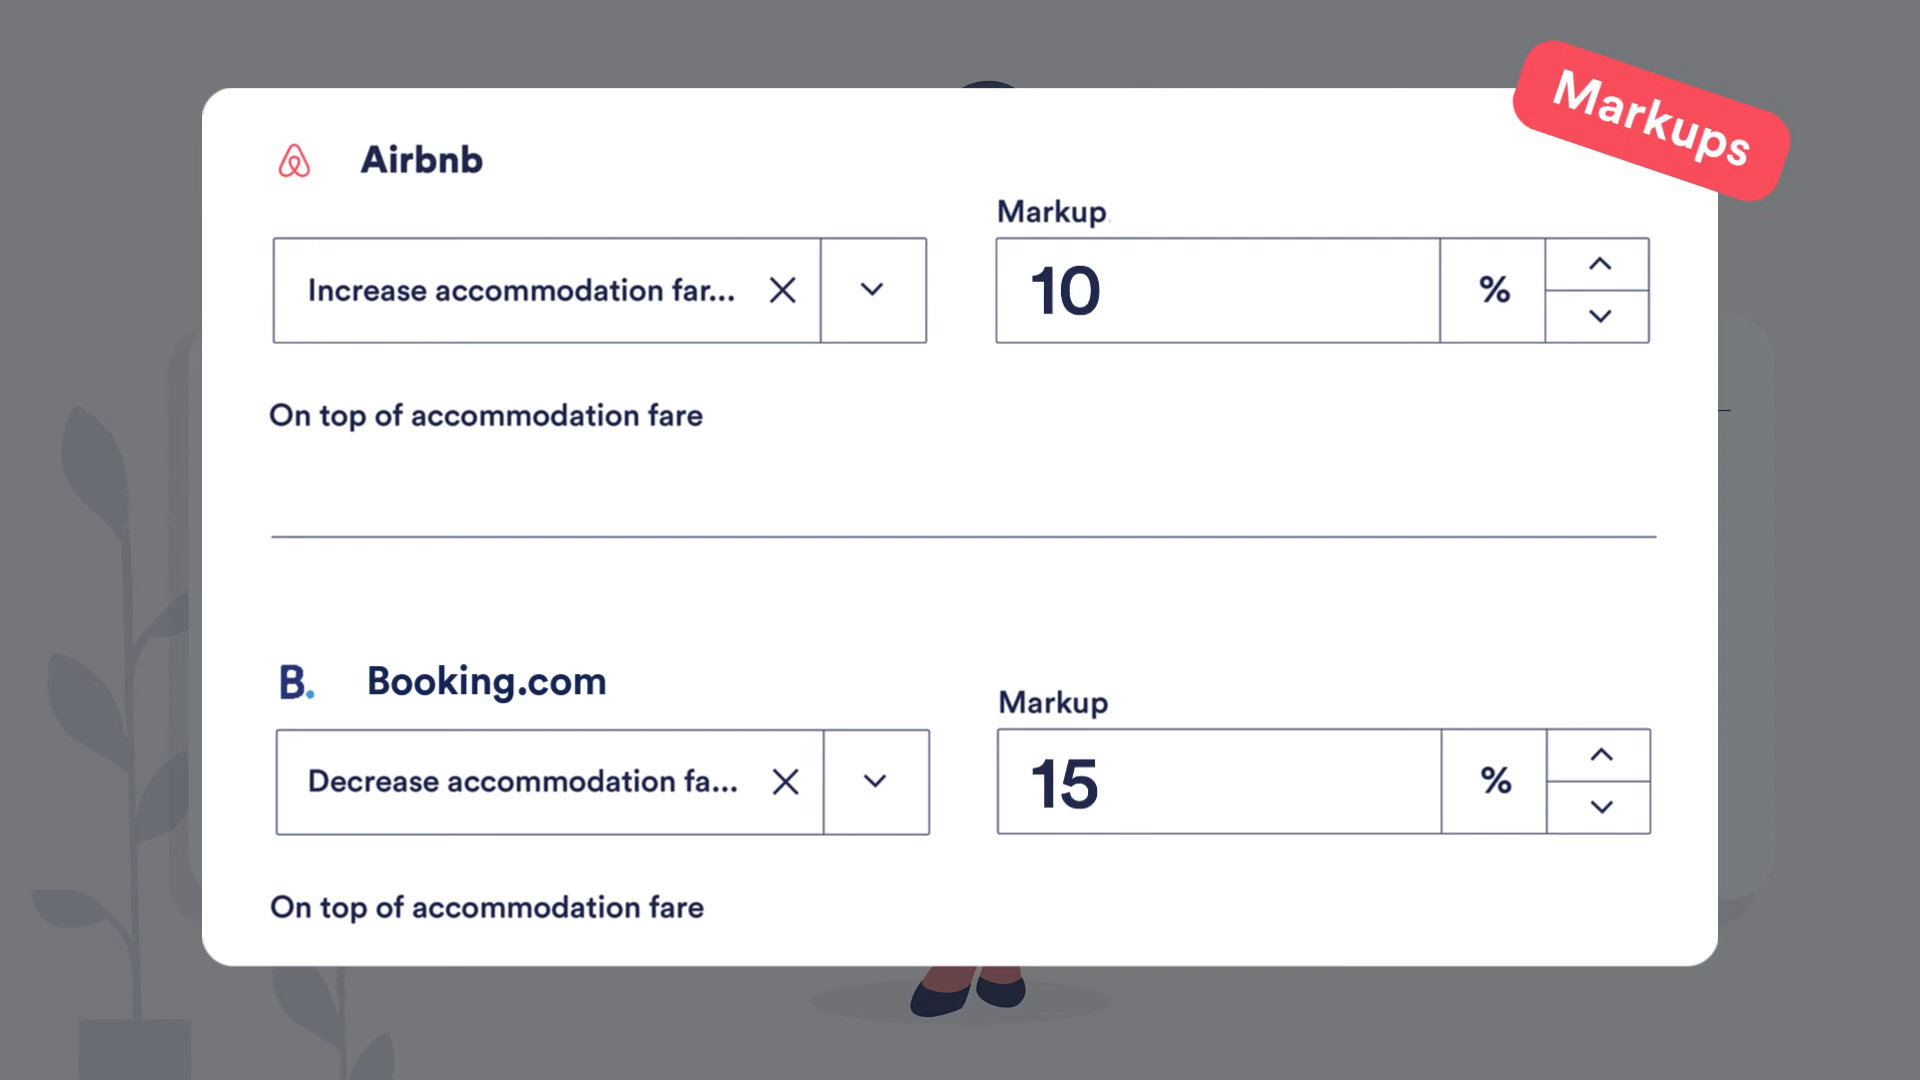 Markups
Airbnb
Markup
Increase accommodation far...
10
%
On top of accommodation fare
B.
Booking.com
Markup
Decrease accommodation fa...
15
%
On top of accommodation fare